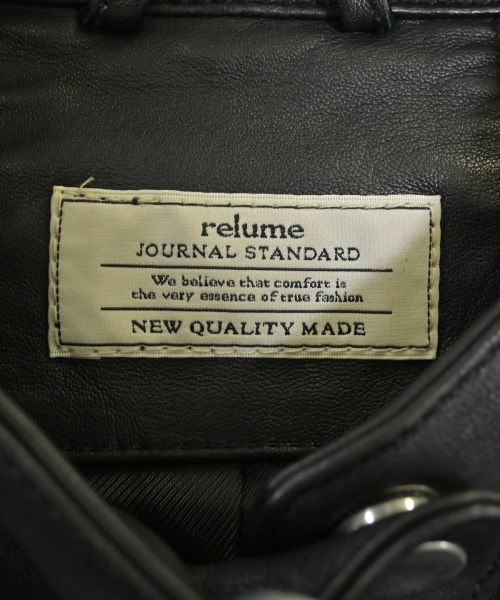 relume
JOURNAL STANDARD
We believe that comfort is
the very essence of true fashion
NEW QUALITY MADE